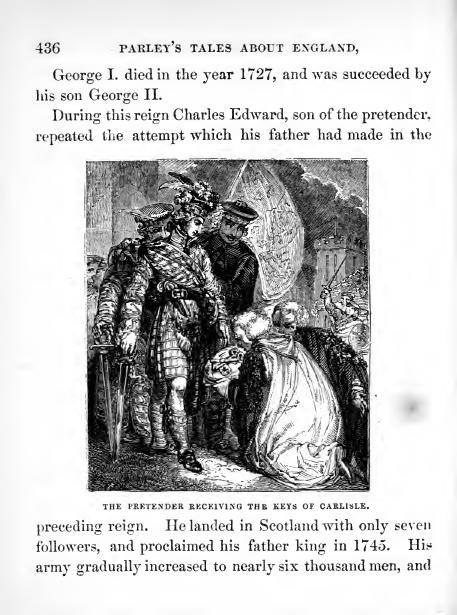 436 PARLEY'S TALES ABOUT ENGLAND,
George I. died in the year 1727, and was succeeded by
his son George II.
During this reign Charles Edward, son of the pretender,
repeated the attempt which his father had made in the
THE PRETENDER RECEIVING THE KEYS OF CARLISLE.
preceding reign. He landed in Scotland with only seven
followers, and proclaimed his father king in 1745. His
army gradually increased to nearly six thousand men, and